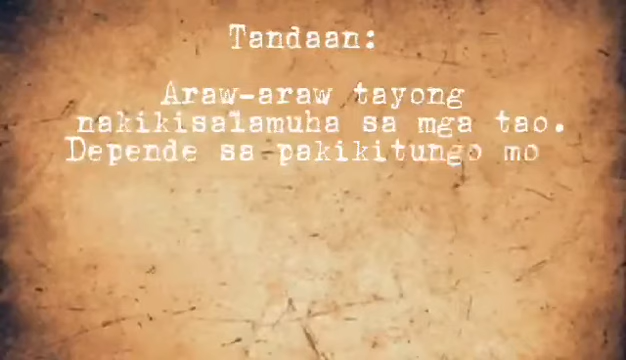 Tandaan:
Araw-araw tayong
nakikisalamuha sa mga tao.
Depende sa pakikitungo mo